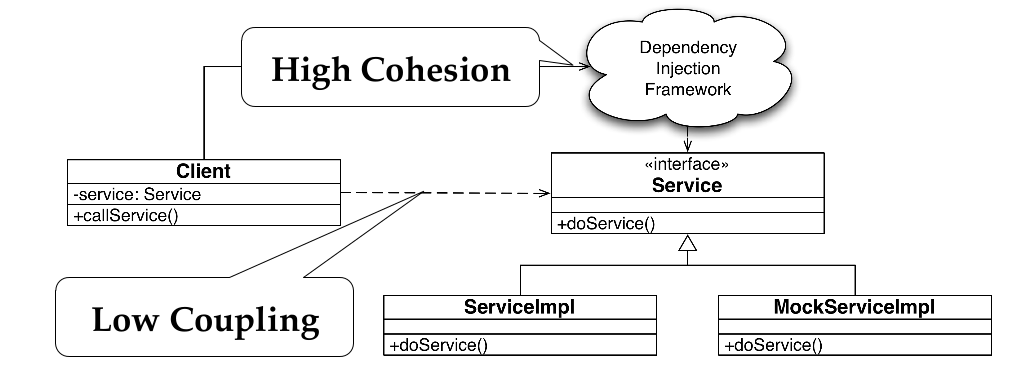 High Cohesion
Dependency
Injection
Framework
Client
-service: Service
+callService()
«interface»
Service
+doService()
Low Coupling
ServiceImpl
+doService()
MockServiceImpl
+doService()